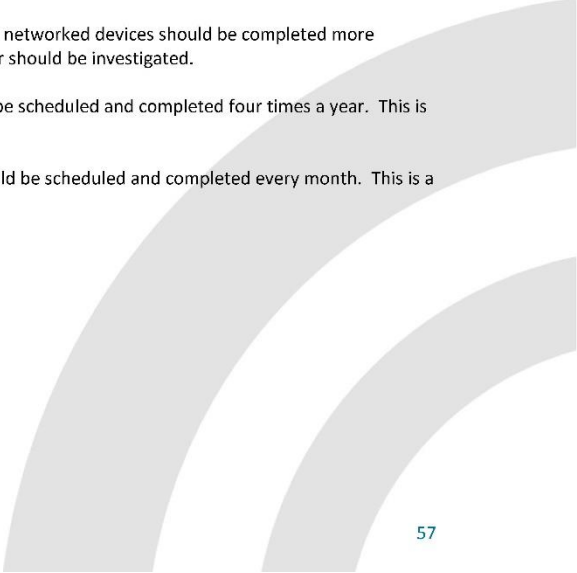 networked devices should be completed more
should be investigated.
be scheduled and completed four times a year. This is
be scheduled and completed every month. This is a
57